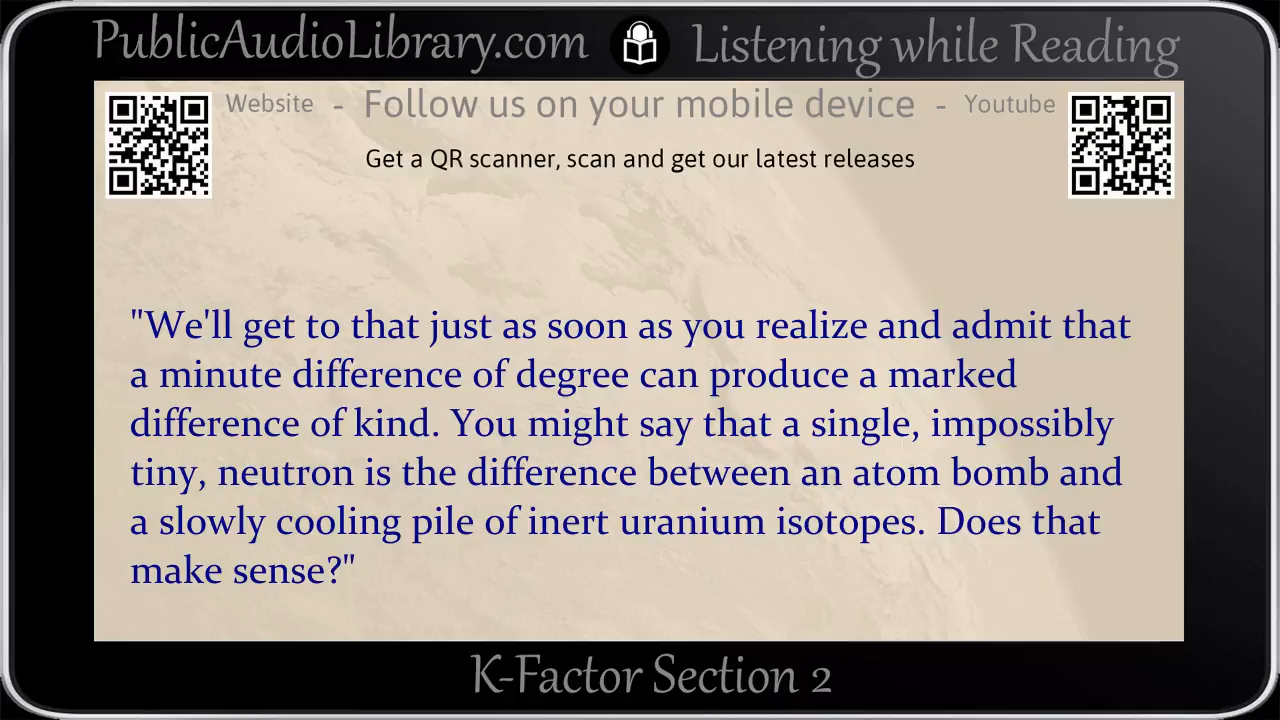 PublicAudioLibrary.com Listening while Reading
Website - Follow us on your mobile device - Youtube
Get a QR scanner, scan and get our latest releases
"We'll get to that just as soon as you realize and admit that
a minute difference of degree can produce a marked
difference of kind. You might say that a single, impossibly
tiny, neutron is the difference between an atom bomb and
a slowly cooling pile of inert uranium isotopes. Does that
make sense?"
K-Factor Section 2